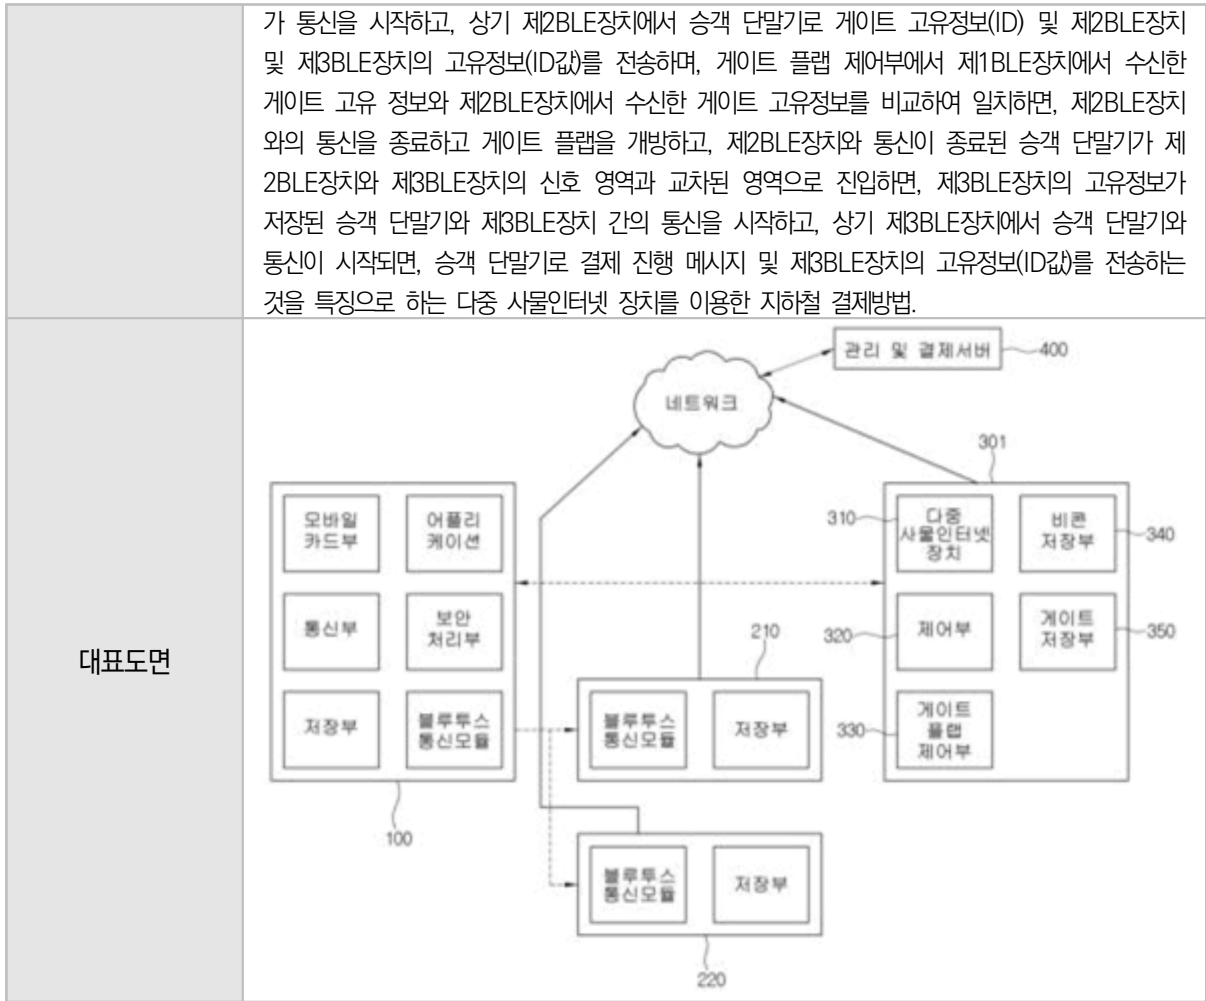 가 통신을 시작하고, 상기 제2BLE장치에서 승객 단말기로 게이트 고유정보(ID) 및 제2BLE장치
및 제3BLE장치의 고유정보(ID값)를 전송하며, 게이트 플랩 제어부에서 제1BLE장치에서 수신한
게이트 고유 정보와 제2BLE장치에서 수신한 게이트 고유정보를 비교하여 일치하면, 제2BLE장치
와의 통신을 종료하고 게이트 플랩을 개방하고, 제2BLE장치와 통신이 종료된 승객 단말기가 제
2BLE장치와 제3BLE장치의 신호 영역과 교차된 영역으로 진입하면, 제3BLE장치의 고유정보가
저장된 승객 단말기와 제3BLE장치 간의 통신을 시작하고, 상기 제3BLE장치에서 승객 단말기와
통신이 시작되면, 승객 단말기로 결제 진행 메시지 및 제3BLE장치의 고유정보(ID값)를 전송하는
것을 특징으로 하는 다중 사물인터넷 장치를 이용한 지하철 결제방법.
대표도면
관리 및 결제서버
400
네트워크
301
모바일
카드부
어플리
케이션
310
다중
사물인터넷
장치
비콘
저장부
340
통신부
보안
처리부
210
320
제어부
게이트
저장부
350
저장부
블루투스
통신모듈
블루투스
통신모듈
저장부
330
게이트
플랩
제어부
100
블루투스
통신모듈
저장부
220